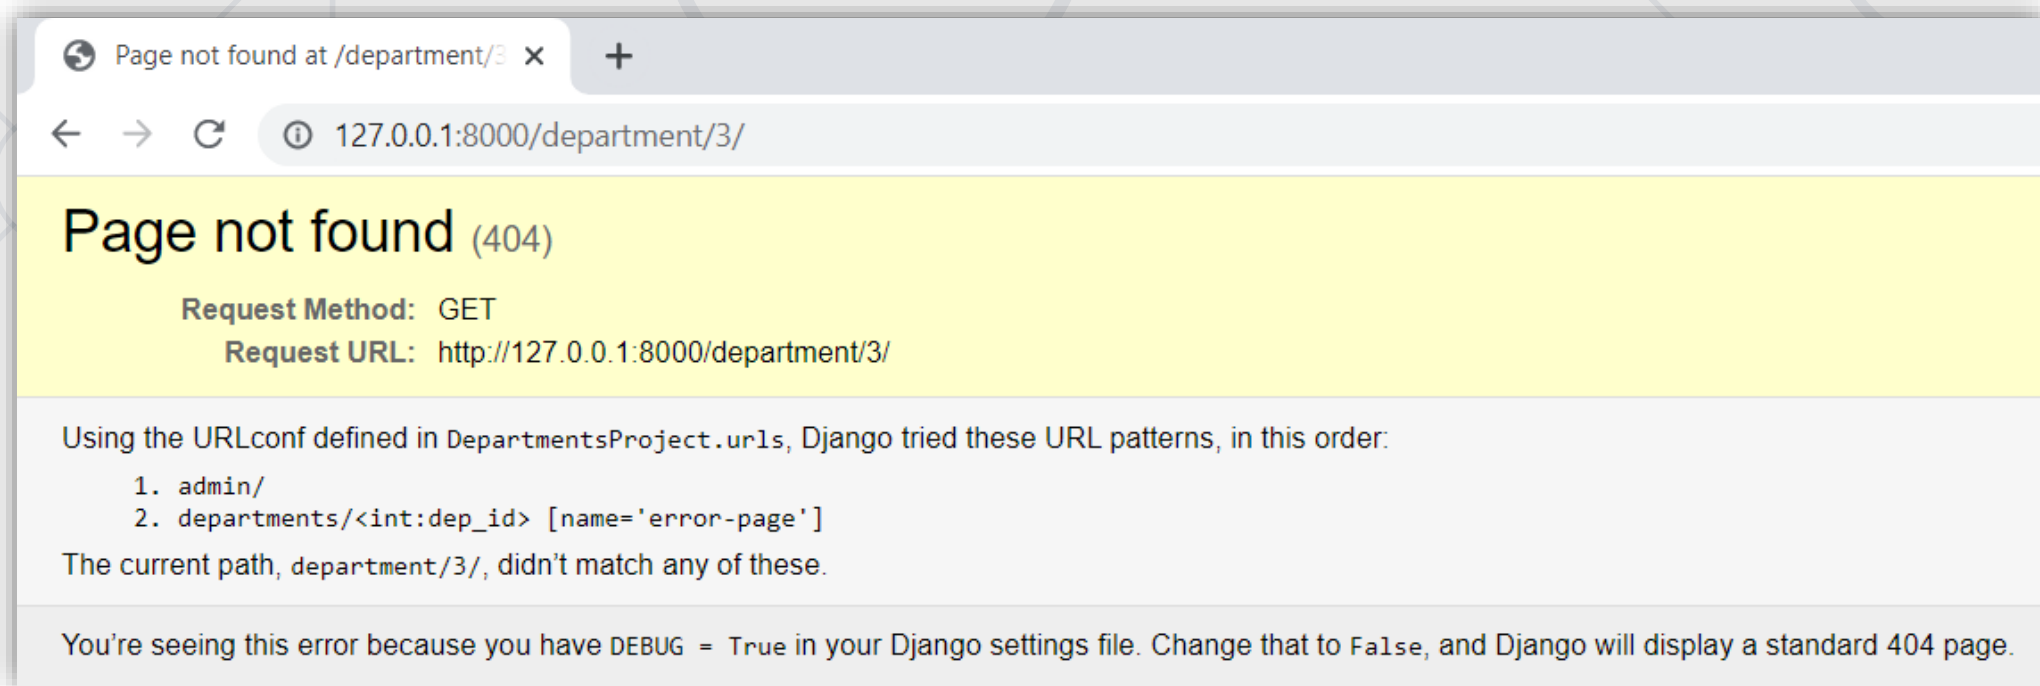 Page not found at /department/3
127.0.0.1:8000/department/3/
Page not found (404)
Request Method: GET
Request URL: http://127.0.0.1:8000/department/3/
Using the URLconf defined in DepartmentsProject.urls, Django tried these URL patterns, in this order:
1. admin/
2. departments/<int:dep_id> [name='error-page']
The current path, department/3/, didn’t match any of these.
You’re seeing this error because you have DEBUG = True in your Django settings file. Change that to False, and Django will display a standard 404 page.